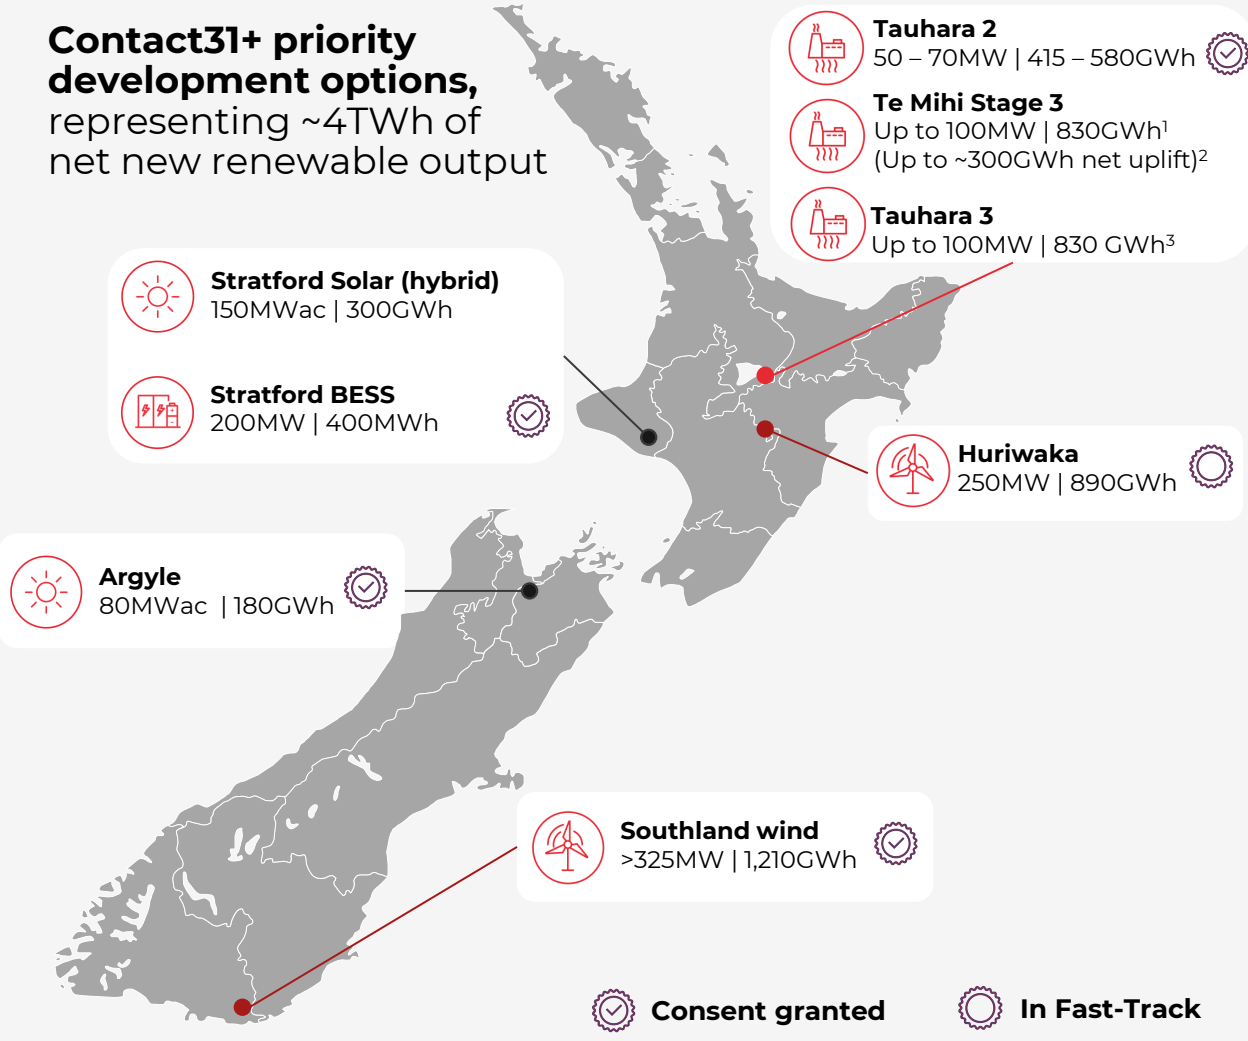 Contact31+ priority
development options,
representing ~4TWh of
net new renewable output
Tauhara 2
50 – 70MW | 415 – 580GWh
Te Mihi Stage 3
Up to 100MW | 830GWh¹
(Up to ~300GWh net uplift)²
Tauhara 3
Up to 100MW | 830 GWh³
Stratford Solar (hybrid)
150MWac | 300GWh
Stratford BESS
200MW | 400MWh
Huriwaka
250MW | 890GWh
Argyle
80MWac | 180GWh
Southland wind
>325MW | 1,210GWh
Consent granted
In Fast-Track